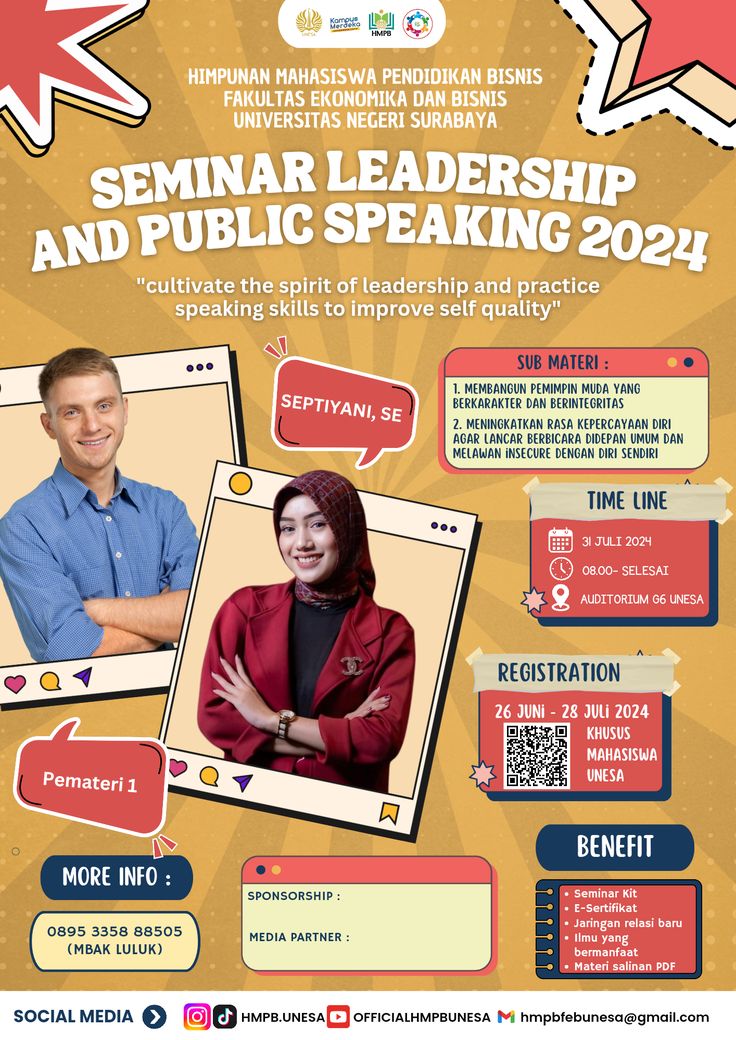 UNESA
Kampus
Merdeka
HMPB
HIMPUNAN MAHASISWA PENDIDIKAN BISNIS
FAKULTAS EKONOMIKA DAN BISNIS
UNIVERSITAS NEGERI SURABAYA
SEMINAR LEADERSHIP
AND PUBLIC SPEAKING 2024
"cultivate the spirit of leadership and practice
speaking skills to improve self quality"
SEPTIYANI, SE
SUB MATERI :
1. MEMBANGUN PEMIMPIN MUDA YANG
BERKARAKTER DAN BERINTEGRITAS
2. MENINGKATKAN RASA KEPERCAYAAN DIRI
AGAR LANCAR BERBICARA DIDEPAN UMUM DAN
MELAWAN INSECURE DENGAN DIRI SENDIRI
TIME LINE
31 JULI 2024
08.00- SELESAI
AUDITORIUM G6 UNESA
REGISTRATION
26 JUNI - 28 JULI 2024
KHUSUS
MAHASISWA
UNESA
Pemateri 1
MORE INFO :
0895 3358 88505
(MBAK LULUK)
SPONSORSHIP :
MEDIA PARTNER :
BENEFIT
• Seminar Kit
• E-Sertifikat
• Jaringan relasi baru
• Ilmu yang
bermanfaat
• Materi salinan PDF
SOCIAL MEDIA
HMPB.UNESA
OFFICIALHMPBUNESA
hmpbfebunesa@gmail.com